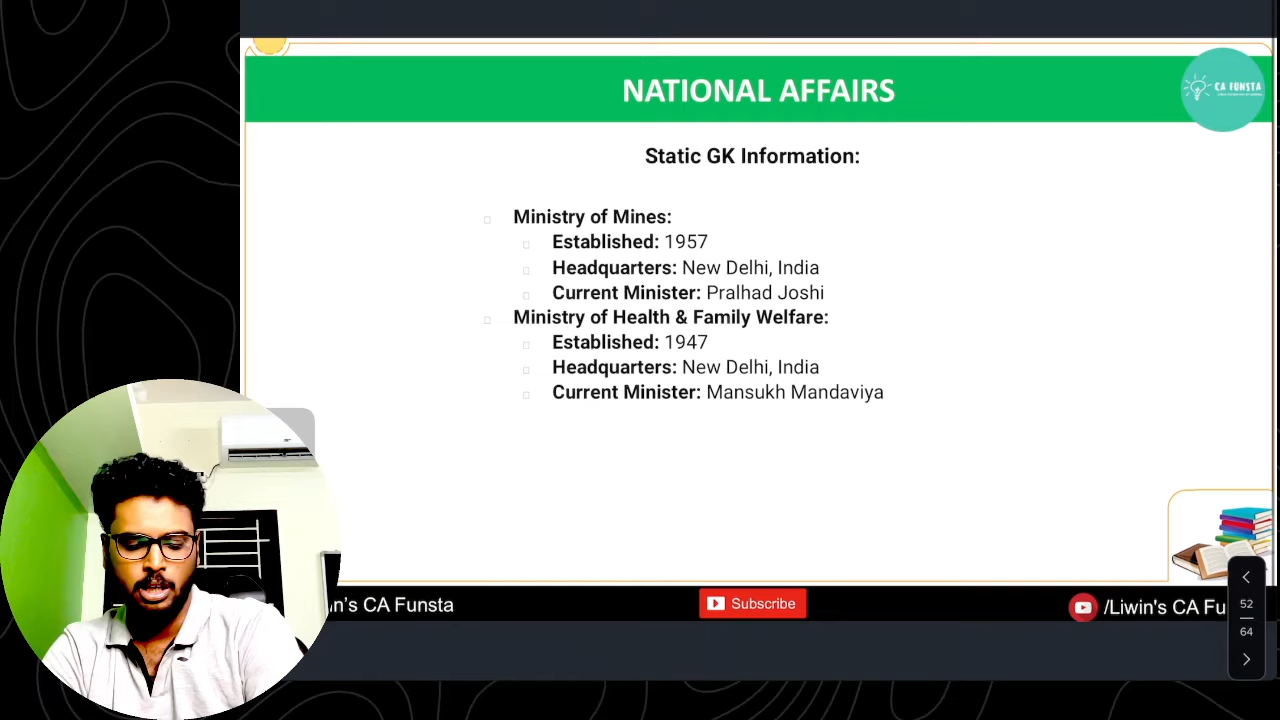 NATIONAL AFFAIRS
CA FUNSTA
Static GK Information:
Ministry of Mines:
Established: 1957
Headquarters: New Delhi, India
Current Minister: Pralhad Joshi
Ministry of Health & Family Welfare:
Established: 1947
Headquarters: New Delhi, India
Current Minister: Mansukh Mandaviya
in's CA Funsta
Subscribe
/Liwin's CA Fu
52
64